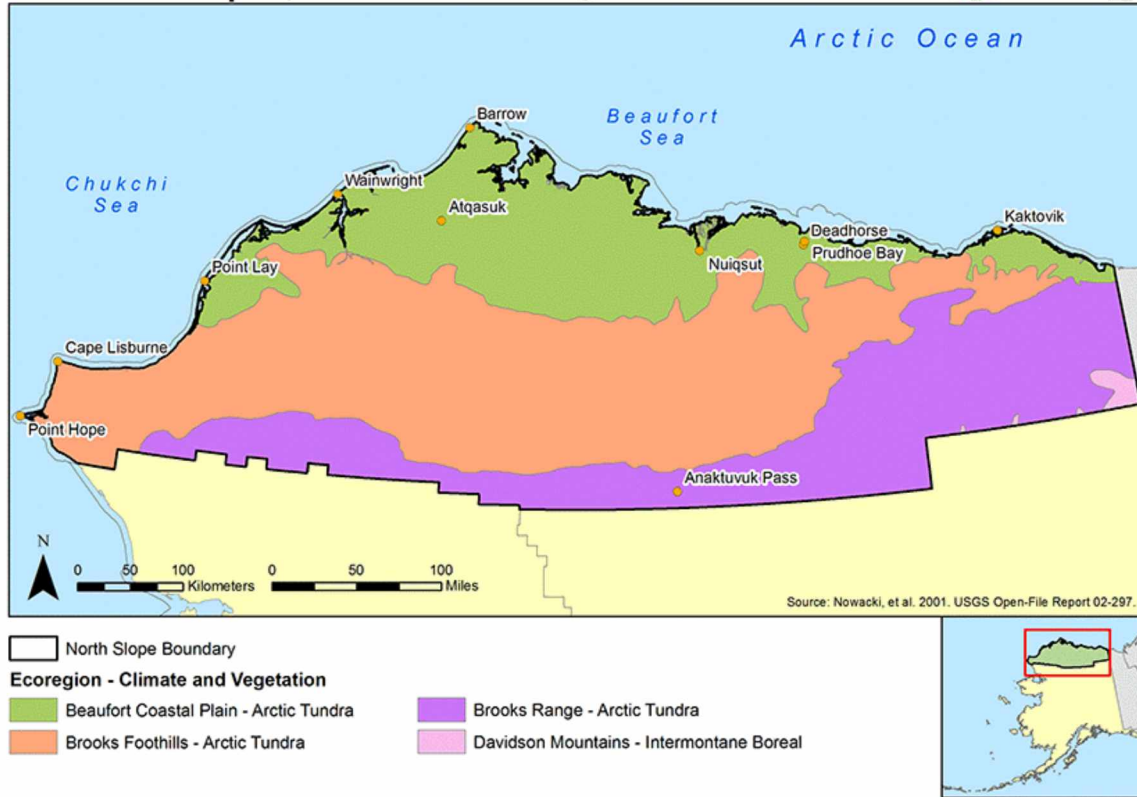 Arctic Ocean
Beaufort
Sea
Chukchi
Sea
Barrow
Wainwright
Atqasuk
Kaktovik
Deadhorse
Prudhoe Bay
Nuiqsut
Point Lay
Cape Lisburne
Point Hope
Anaktuvuk Pass
N
0 50 100
Kilometers
0 50 100
Miles
Source: Nowacki, et al. 2001. USGS Open-File Report 02-297.
North Slope Boundary
Ecoregion - Climate and Vegetation
Beaufort Coastal Plain - Arctic Tundra
Brooks Range - Arctic Tundra
Brooks Foothills - Arctic Tundra
Davidson Mountains - Intermontane Boreal